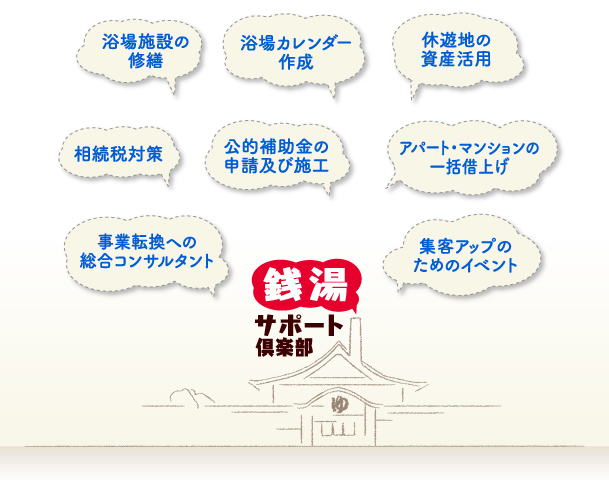 浴場施設の
修繕
浴場カレンダー
作成
休遊地の
資産活用
相続税対策
公的補助金の
申請及び施工
アパート・マンションの
一括借上げ
事業転換への
総合コンサルタント
集客アップの
ためのイベント
銭湯
サポート
倶楽部
ゆ